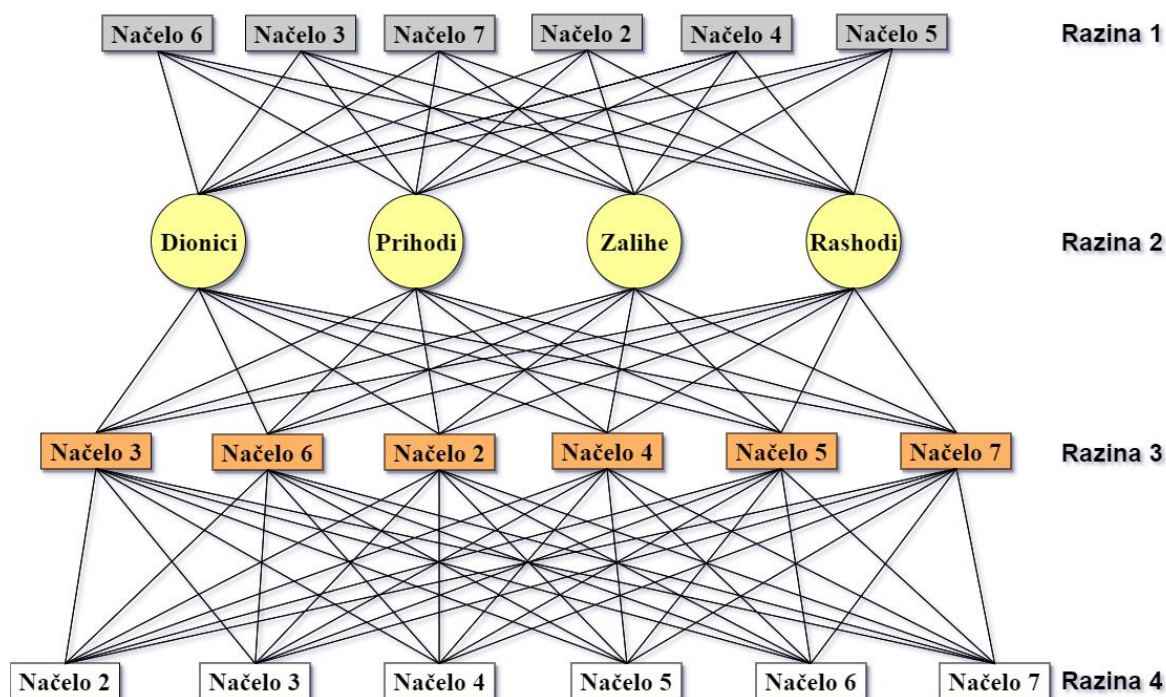 Načelo 6 Načelo 3 Načelo 7 Načelo 2 Načelo 4 Načelo 5 Razina 1
Dionici Prihodi Zalihe Rashodi Razina 2
Načelo 3 Načelo 6 Načelo 2 Načelo 4 Načelo 5 Načelo 7 Razina 3
Načelo 2 Načelo 3 Načelo 4 Načelo 5 Načelo 6 Načelo 7 Razina 4